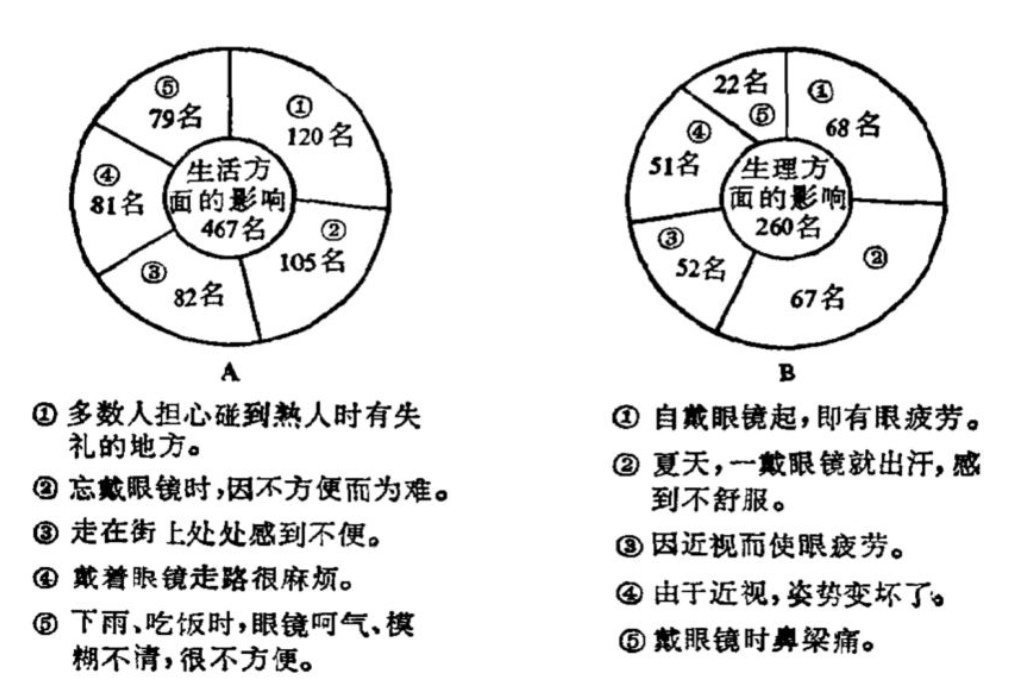 ⑤
79名
①
120名
④
81名
生活方
面的影响
467名
②
105名
③
82名
A
① 多数人担心碰到熟人时有失
礼的地方。
② 忘戴眼镜时,因不方便而为难。
③ 走在街上处处感到不便。
④ 戴着眼镜走路很麻烦。
⑤ 下雨、吃饭时,眼镜呵气、模
糊不清,很不方便。
22名
⑤
①
68名
④
51名
生理方
面的影响
260名
③
52名
②
67名
B
① 自戴眼镜起,即有眼疲劳。
② 夏天,一戴眼镜就出汗,感
到不舒服。
③ 因近视而使眼疲劳。
④ 由于近视,姿势变坏了。
⑤ 戴眼镜时鼻梁痛。